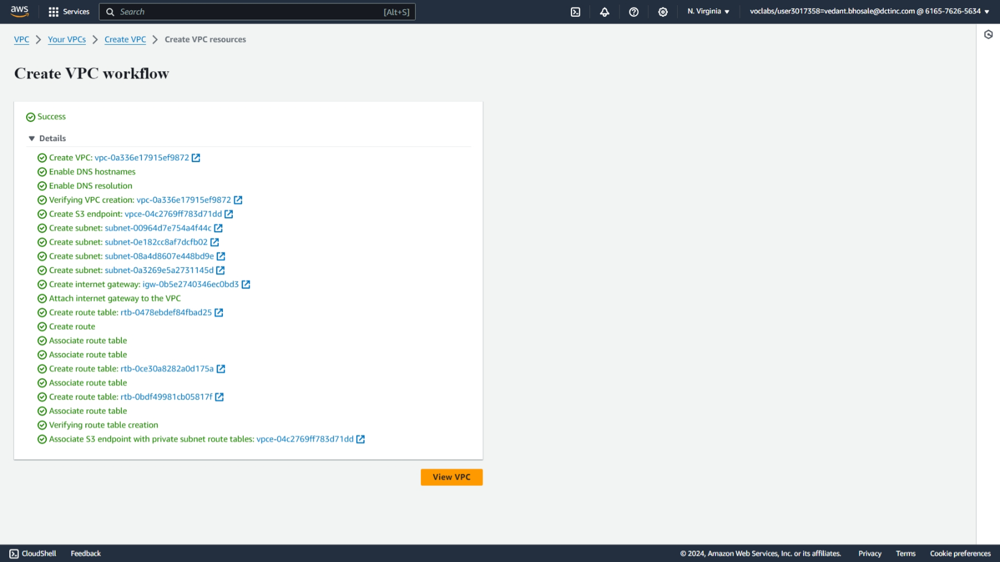 aws
Services
Search
[Alt+S]
N. Virginia
voclabs/user3017358=vedant.bhosale@dctinc.com @ 6165-7626-5634
VPC
Your VPCs
Create VPC
Create VPC resources
Create VPC workflow
Success
Details
Create VPC: vpc-0a336e17915ef9872
Enable DNS hostnames
Enable DNS resolution
Verifying VPC creation: vpc-0a336e17915ef9872
Create S3 endpoint: vpce-04c2769ff783d71dd
Create subnet: subnet-00964d7e754a4f44c
Create subnet: subnet-0e182cc8af7dcfb02
Create subnet: subnet-08a4d8607e448bd9e
Create subnet: subnet-0a3269e5a2731145d
Create internet gateway: igw-0b5e2740346ec0bd3
Attach internet gateway to the VPC
Create route table: rtb-0478ebdef84fbad25
Create route
Associate route table
Associate route table
Create route table: rtb-0ce30a8282a0d175a
Associate route table
Create route table: rtb-0bdf49981cb05817f
Associate route table
Verifying route table creation
Associate S3 endpoint with private subnet route tables: vpce-04c2769ff783d71dd
View VPC
CloudShell
Feedback
© 2024, Amazon Web Services, Inc. or its affiliates.
Privacy
Terms
Cookie preferences